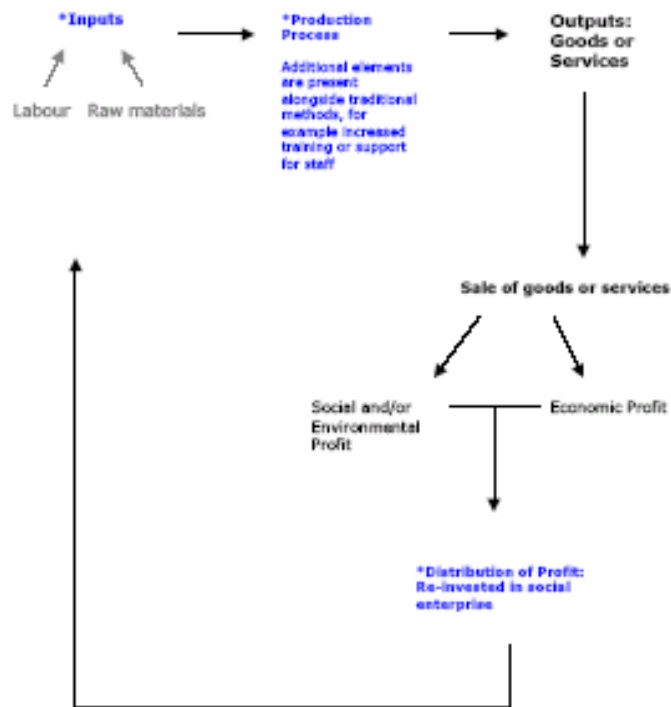 *Inputs
Labour
Raw materials
*Production
Process
Additional elements
are present
alongside traditional
methods, for
example increased
training or support
for staff
Outputs:
Goods or
Services
Sale of goods or services
Social and/or
Environmental
Profit
Economic Profit
*Distribution of Profit:
Re-invested in social
enterprise